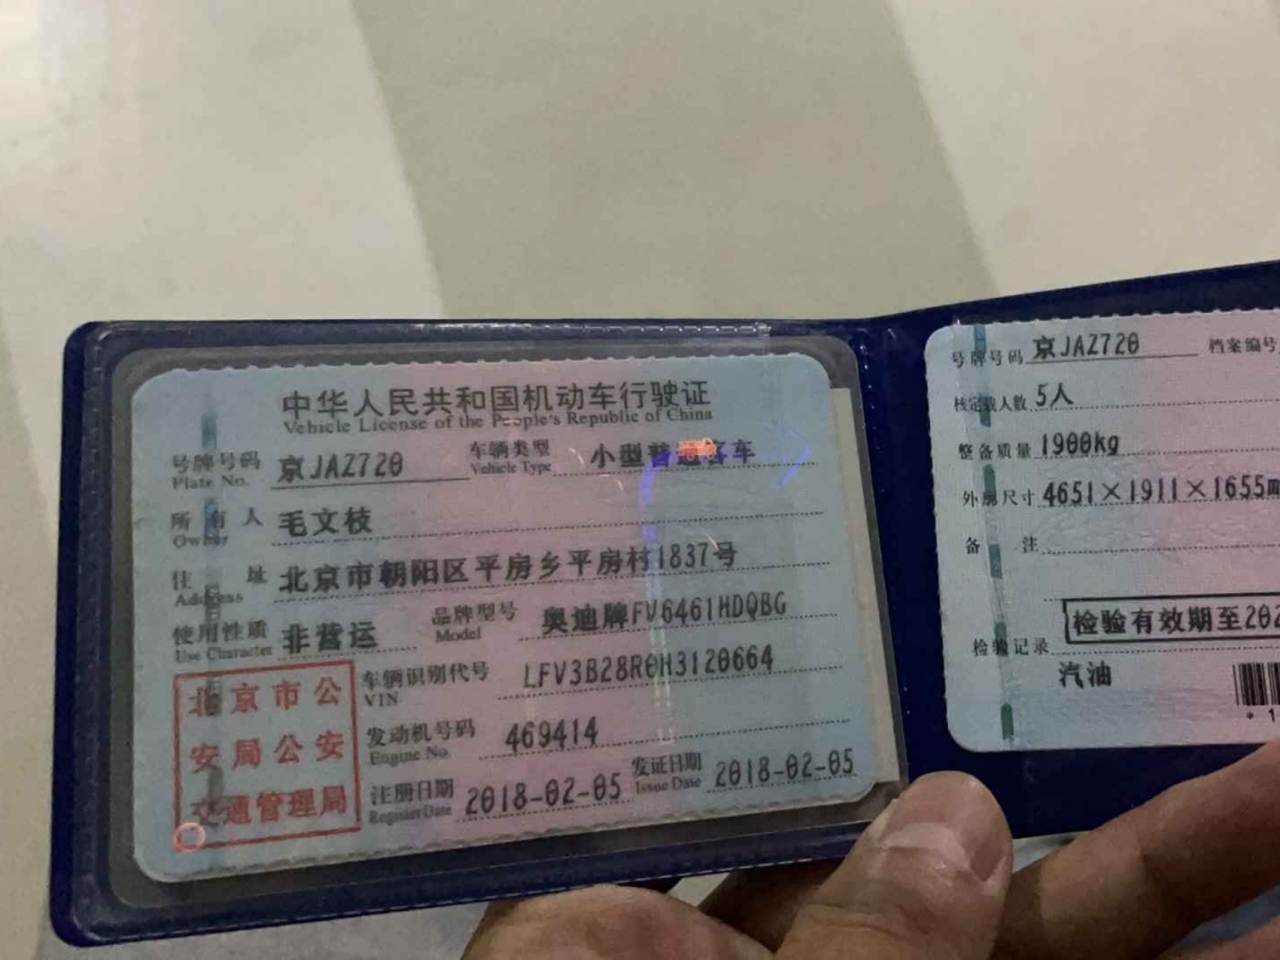 中华人民共和国机动车行驶证
Vehicle License of the People's Republic of China
号牌号码 京JAZ720 车辆类型 小型普通客车
Plate No. Vehicle Type
所有人 毛文枝
Owner
住址 北京市朝阳区平房乡平房村1837号
Address
使用性质 非营运 品牌型号 奥迪牌FV6461HDQBG
Use Character Model
北京市公
安局公安
交通管理局
车辆识别代号 LFV3B28R0H3120664
VIN
发动机号码 469414
Engine No.
注册日期 2018-02-05 发证日期 2018-02-05
Register Date Issue Date
号牌号码 京JAZ720 档案编号
核定载人数 5人
整备质量 1900kg
外廓尺寸 4651×1911×1655
备注
检验记录 检验有效期至202
汽油
* 1